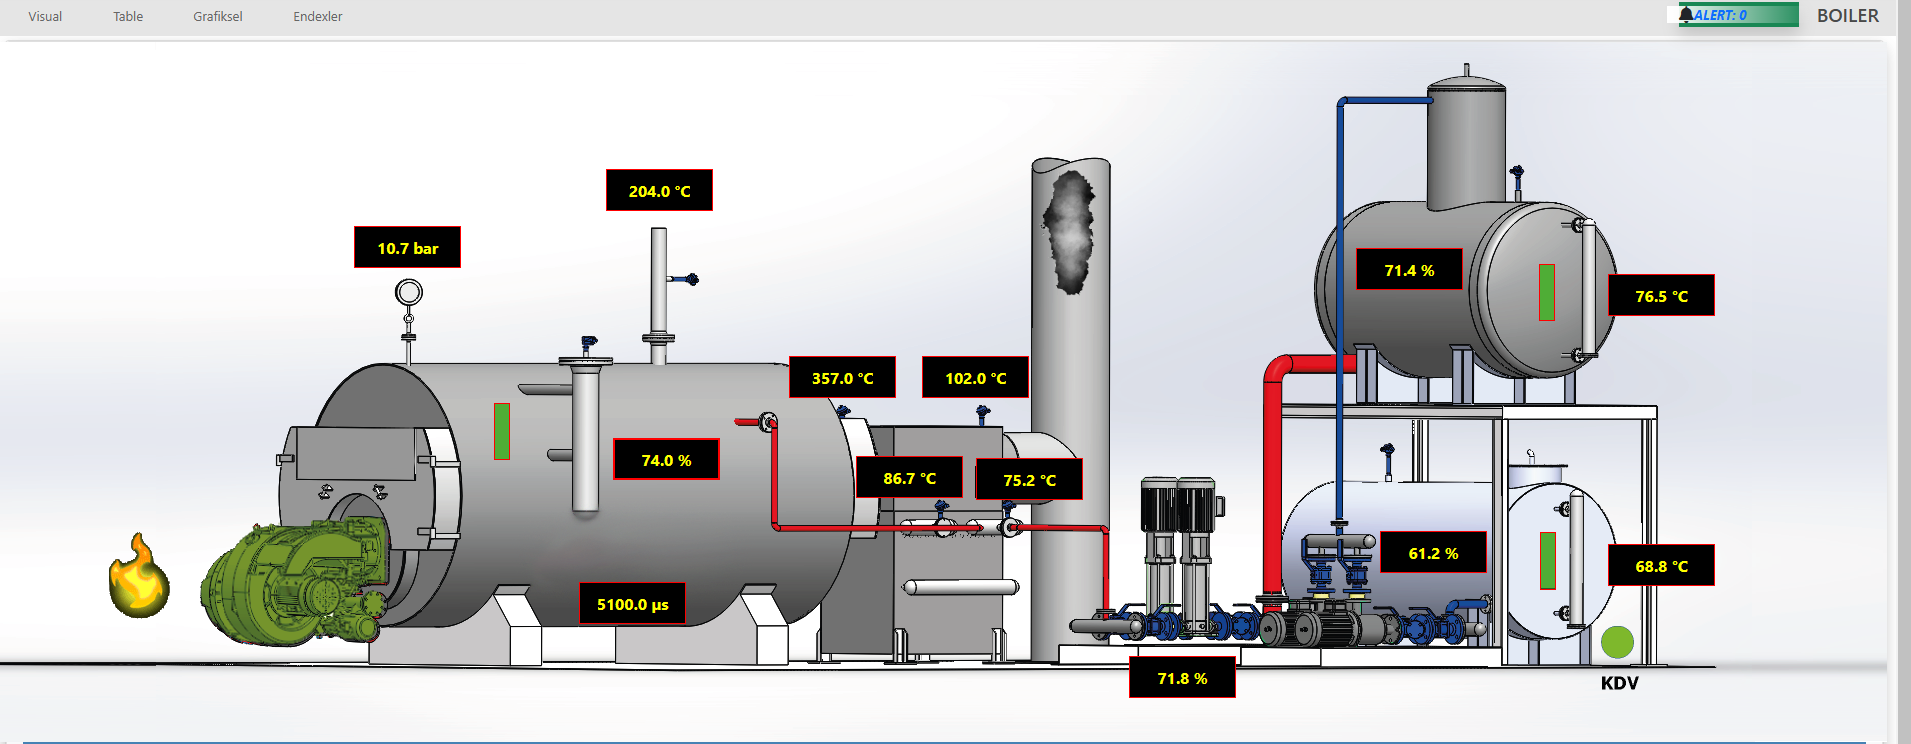 Visual
Table
Grafiksel
Endexler
ALERT: 0
BOILER
204.0 °C
10.7 bar
71.4 %
76.5 °C
357.0 °C
102.0 °C
74.0 %
86.7 °C
75.2 °C
61.2 %
68.8 °C
5100.0 µs
71.8 %
KDV